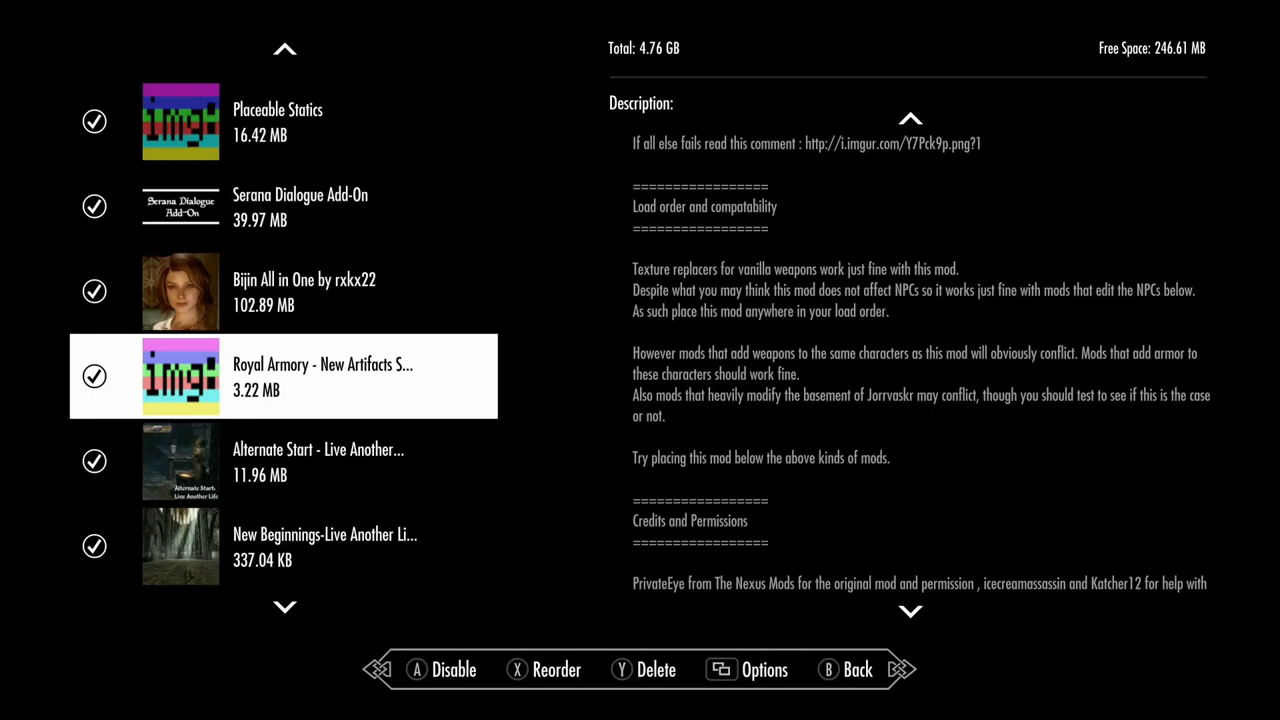 Total: 4.76 GB
Free Space: 246.61 MB
Placeable Statics
16.42 MB
Serana Dialogue Add-On
Serana Dialogue
Add-On
39.97 MB
Bijin All in One by rxkx22
102.89 MB
img:
Royal Armory - New Artifacts S...
3.22 MB
img:
Alternate Start - Live Another...
11.96 MB
Alternate Start:
Live Another Life
New Beginnings-Live Another Li...
337.04 KB
Description:
If all else fails read this comment : http://i.imgur.com/Y7Pck9p.png?1
=================
Load order and compatability
=================
Texture replacers for vanilla weapons work just fine with this mod.
Despite what you may think this mod does not affect NPCs so it works just fine with mods that edit the NPCs below.
As such place this mod anywhere in your load order.
However mods that add weapons to the same characters as this mod will obviously conflict. Mods that add armor to
these characters should work fine.
Also mods that heavily modify the basement of Jorrvaskr may conflict, though you should test to see if this is the case
or not.
Try placing this mod below the above kinds of mods.
=================
Credits and Permissions
=================
PrivateEye from The Nexus Mods for the original mod and permission , icecreamassassin and Katcher12 for help with
A Disable
X Reorder
Y Delete
Options
B Back